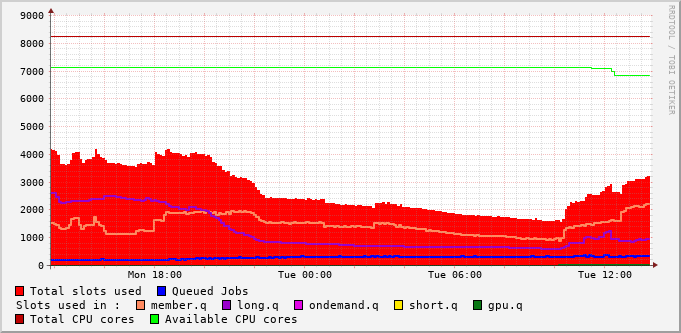 9000
8000
7000
6000
5000
4000
3000
2000
1000
0
Mon 18:00 Tue 00:00 Tue 06:00 Tue 12:00
RRDTOOL / TOBI OETIKER
Total slots used Queued Jobs
Slots used in : member.q long.q ondemand.q short.q gpu.q
Total CPU cores Available CPU cores